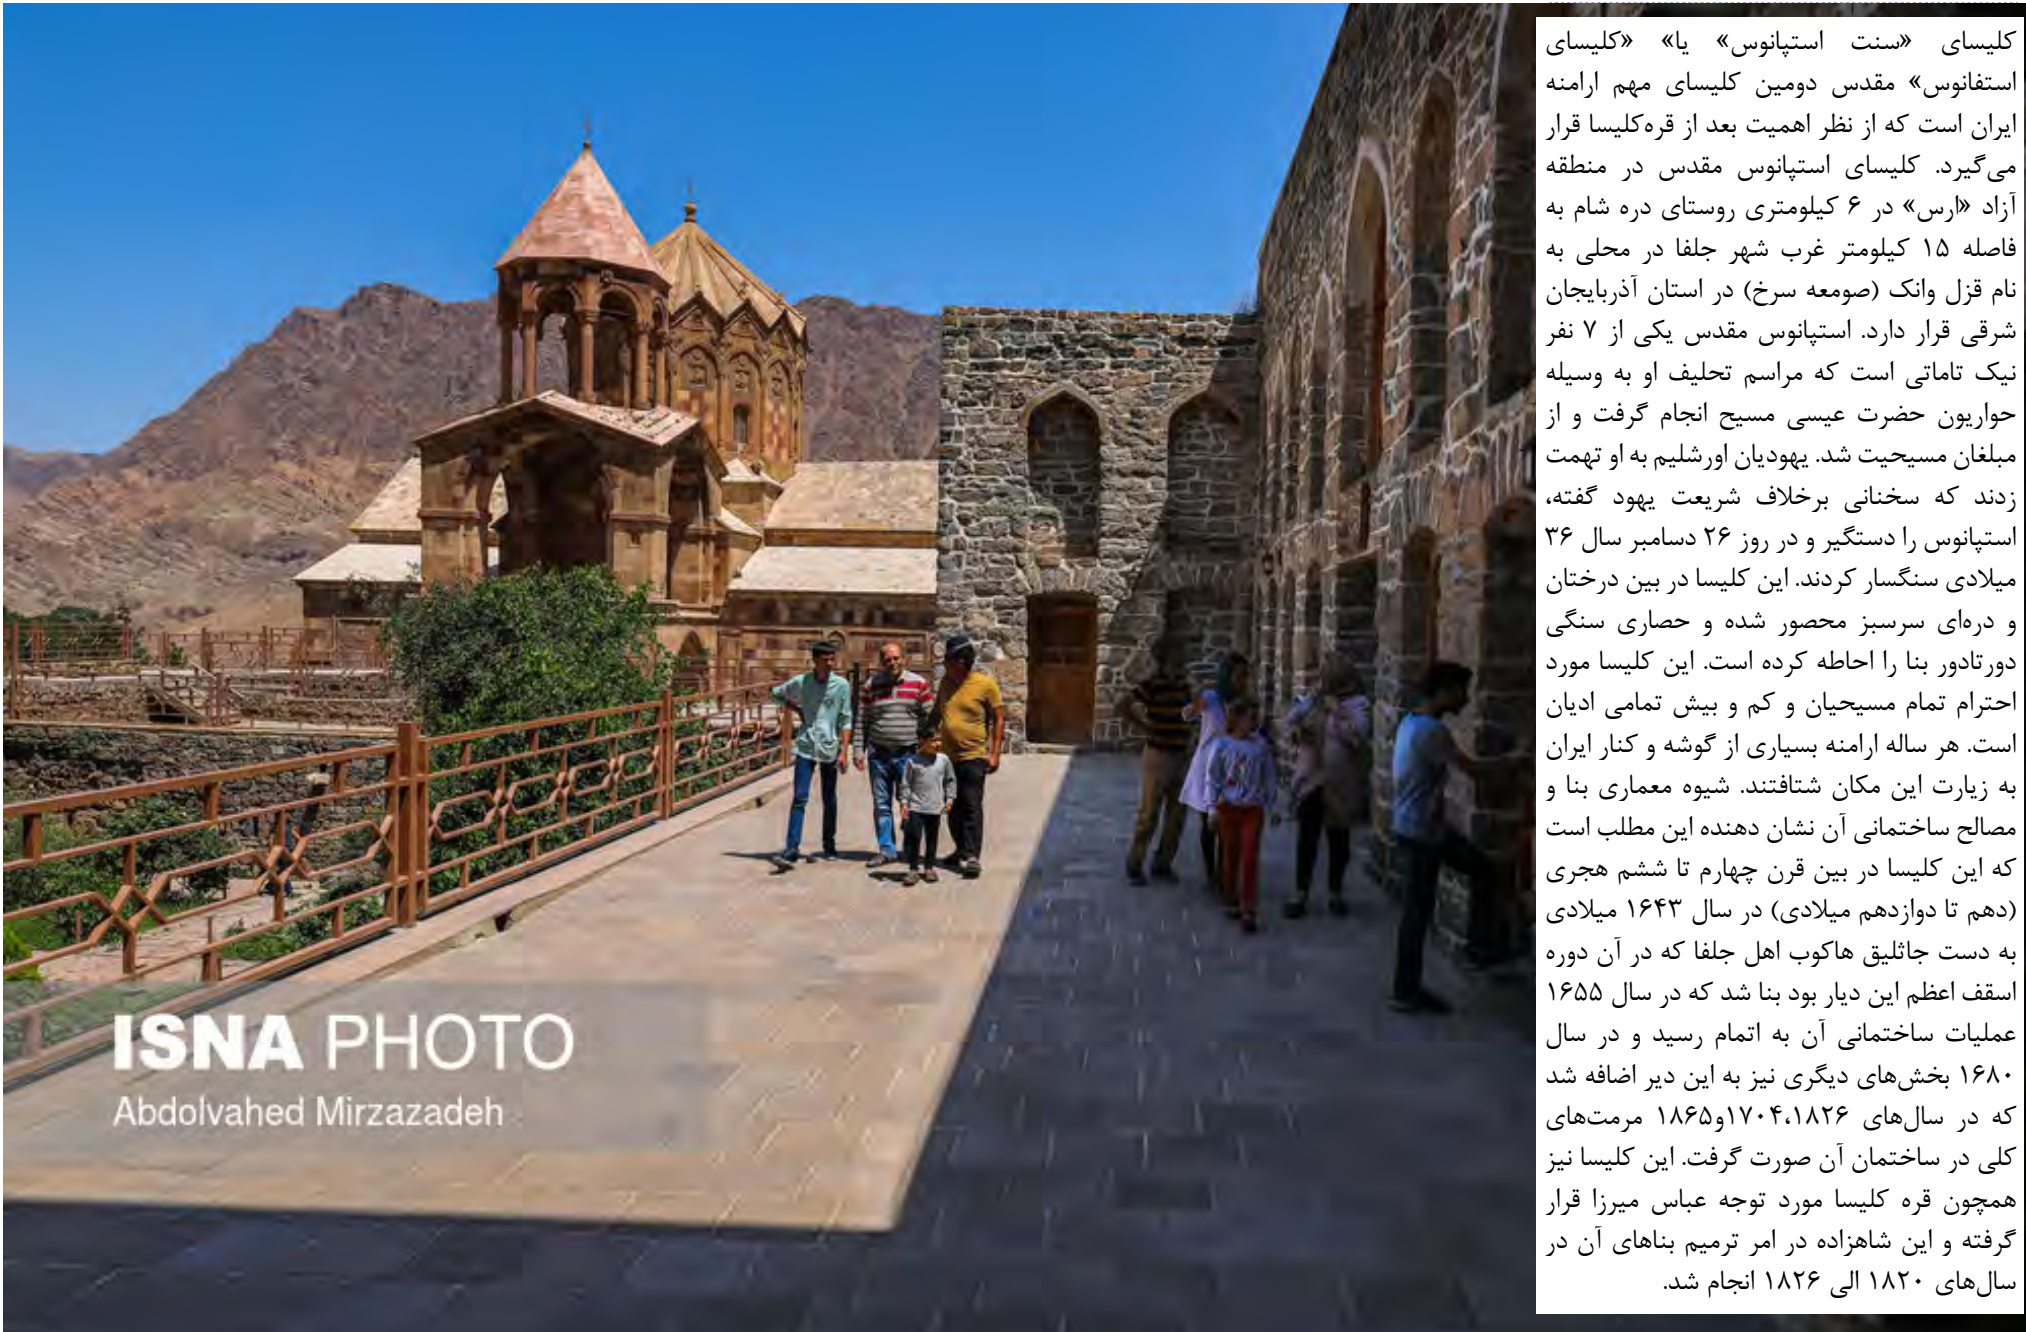 کلیسای «سنت استپانوس» یا» «کلیسای
استفانوس» مقدس دومین کلیسای مهم ارامنه
ایران است که از نظر اهمیت بعد از قره‌کلیسا قرار
می‌گیرد. کلیسای استپانوس مقدس در منطقه
آزاد «ارس» در ۶ کیلومتری روستای دره شام به
فاصله ۱۵ کیلومتر غرب شهر جلفا در محلی به
نام قزل وانک (صومعه سرخ) در استان آذربایجان
شرقی قرار دارد. استپانوس مقدس یکی از ۷ نفر
نیک تاماتی است که مراسم تحلیف او به وسیله
حواریون حضرت عیسی مسیح انجام گرفت و از
مبلغان مسیحیت شد. یهودیان اورشلیم به او تهمت
زدند که سخنانی برخلاف شریعت یهود گفته،
استپانوس را دستگیر و در روز ۲۶ دسامبر سال ۳۶
میلادی سنگسار کردند. این کلیسا در بین درختان
و دره‌ای سرسبز محصور شده و حصاری سنگی
دورتادور بنا را احاطه کرده است. این کلیسا مورد
احترام تمام مسیحیان و کم و بیش تمامی ادیان
است. هر ساله ارامنه بسیاری از گوشه و کنار ایران
به زیارت این مکان شتافتند. شیوه معماری بنا و
مصالح ساختمانی آن نشان دهنده این مطلب است
که این کلیسا در بین قرن چهارم تا ششم هجری
(دهم تا دوازدهم میلادی) در سال ۱۶۴۳ میلادی
به دست جاثلیق هاکوب اهل جلفا که در آن دوره
اسقف اعظم این دیار بود بنا شد که در سال ۱۶۵۵
عملیات ساختمانی آن به اتمام رسید و در سال
۱۶۸۰ بخش‌های دیگری نیز به این دیر اضافه شد
که در سال‌های ۱۷۰۴،۱۸۲۶و۱۸۶۵ مرمت‌های
کلی در ساختمان آن صورت گرفت. این کلیسا نیز
همچون قره کلیسا مورد توجه عباس میرزا قرار
گرفته و این شاهزاده در امر ترمیم بناهای آن در
سال‌های ۱۸۲۰ الی ۱۸۲۶ انجام شد.
ISNA PHOTO
Abdolvahed Mirzazadeh